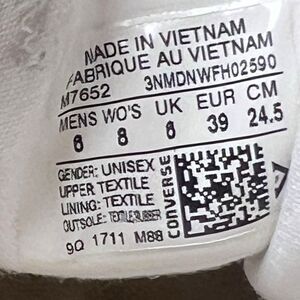 MADE IN VIETNAM
FABRIQUE AU VIETNAM
M7652 3NMDNWFH02590
MENS WO'S UK EUR CM
6 8 6 39 24.5
GENDER: UNISEX
UPPER: TEXTILE
LINING: TEXTILE
OUTSOLE: TEXTILE/RUBBER
9Q 1711 M88
CONVERSE